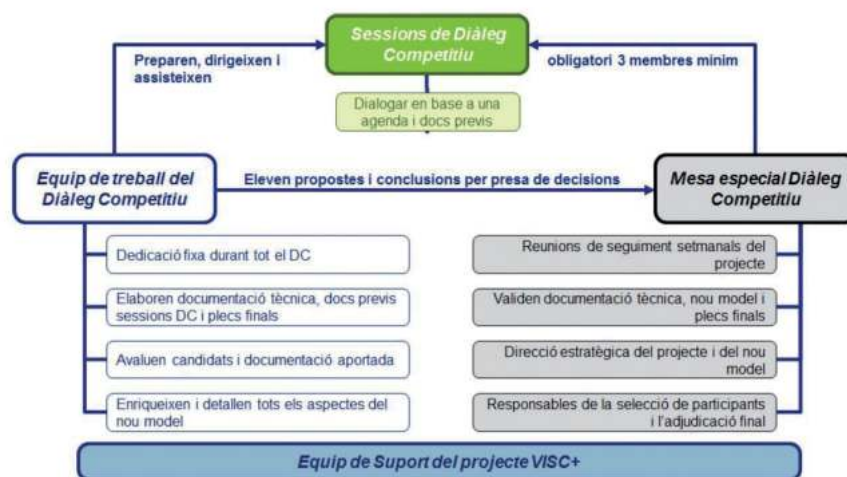 Sessions de Diàleg
Competitiu
Preparen, dirigeixen i
assisteixen
obligatori 3 membres mínim
Dialogar en base a una
agenda i docs previs
Equip de treball del
Diàleg Competitiu
Eleven propostes i conclusions per presa de decisions
Mesa especial Diàleg
Competitiu
Dedicació fixa durant tot el DC
Elaboren documentació tècnica, docs previs
sessions DC i plecs finals
Avaluen candidats i documentació aportada
Enriqueixen i detallen tots els aspectes del
nou model
Reunions de seguiment setmanals del
projecte
Validen documentació tècnica, nou model i
plecs finals
Direcció estratègica del projecte i del nou
model
Responsables de la selecció de participants
i l'adjudicació final
Equip de Suport del projecte VISC+